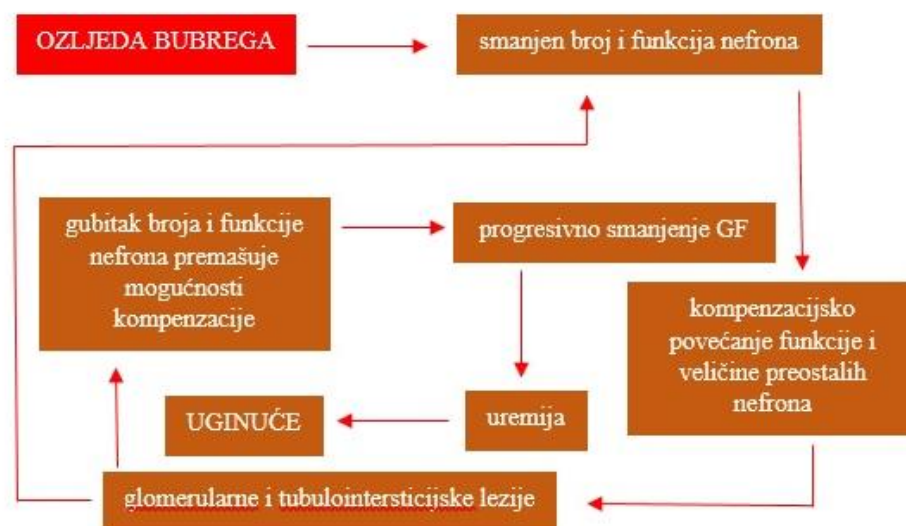 OZLJEDA BUBREGA
smanjen broj i funkcija nefrona
gubitak broja i funkcije
nefrona premašuje
mogućnosti
kompenzacije
progresivno smanjenje GF
kompenzacijsko
povećanje funkcije i
veličine preostalih
nefrona
UGINUĆE
uremija
glomerularne i tubulointersticijske lezije